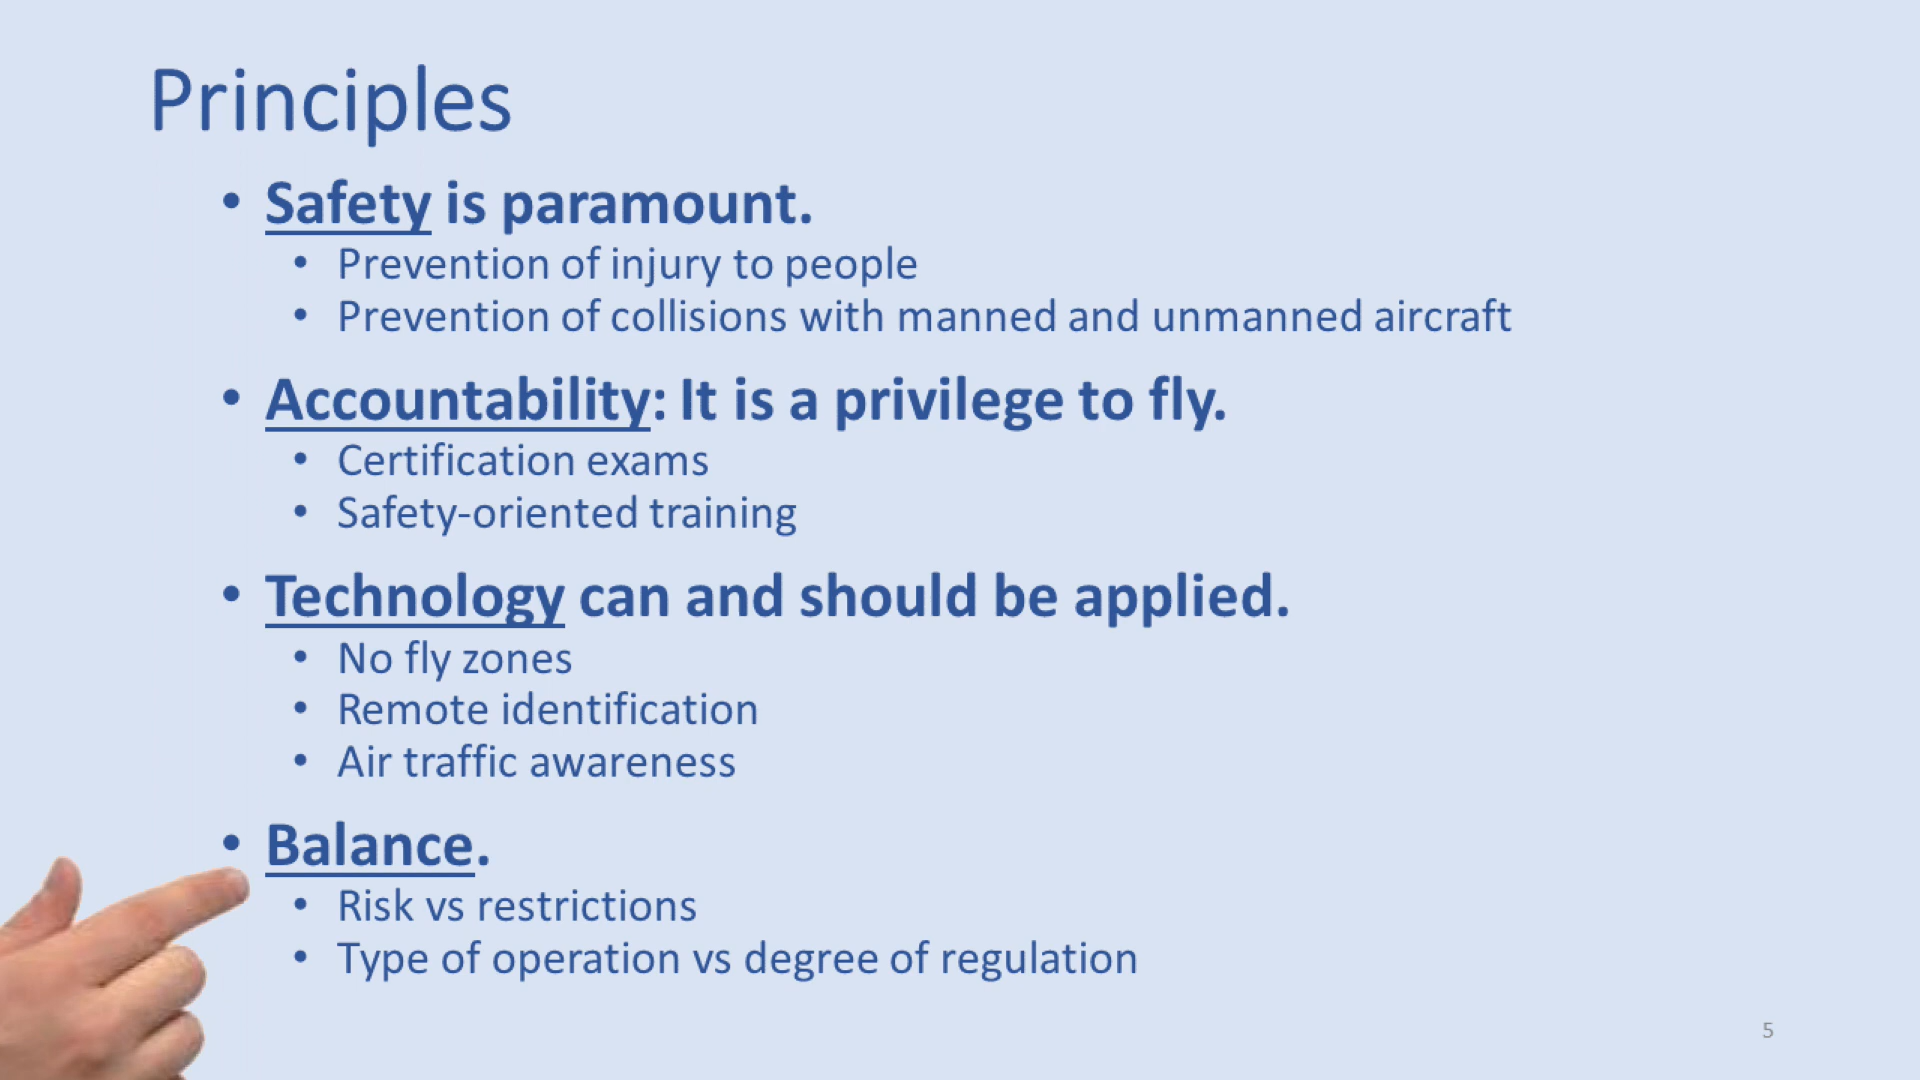 Principles
• Safety is paramount.
• Prevention of injury to people
• Prevention of collisions with manned and unmanned aircraft
• Accountability: It is a privilege to fly.
• Certification exams
• Safety-oriented training
• Technology can and should be applied.
• No fly zones
• Remote identification
• Air traffic awareness
• Balance.
• Risk vs restrictions
• Type of operation vs degree of regulation
5